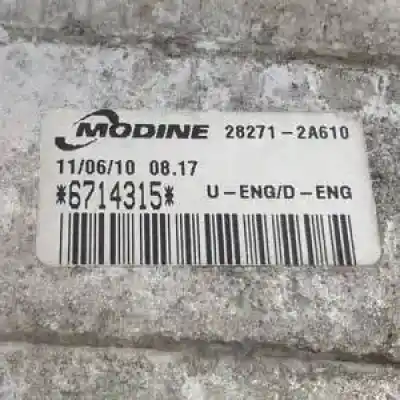 MODINE 28271-2A610
11/06/10 08.17
*6714315* U-ENG/D-ENG